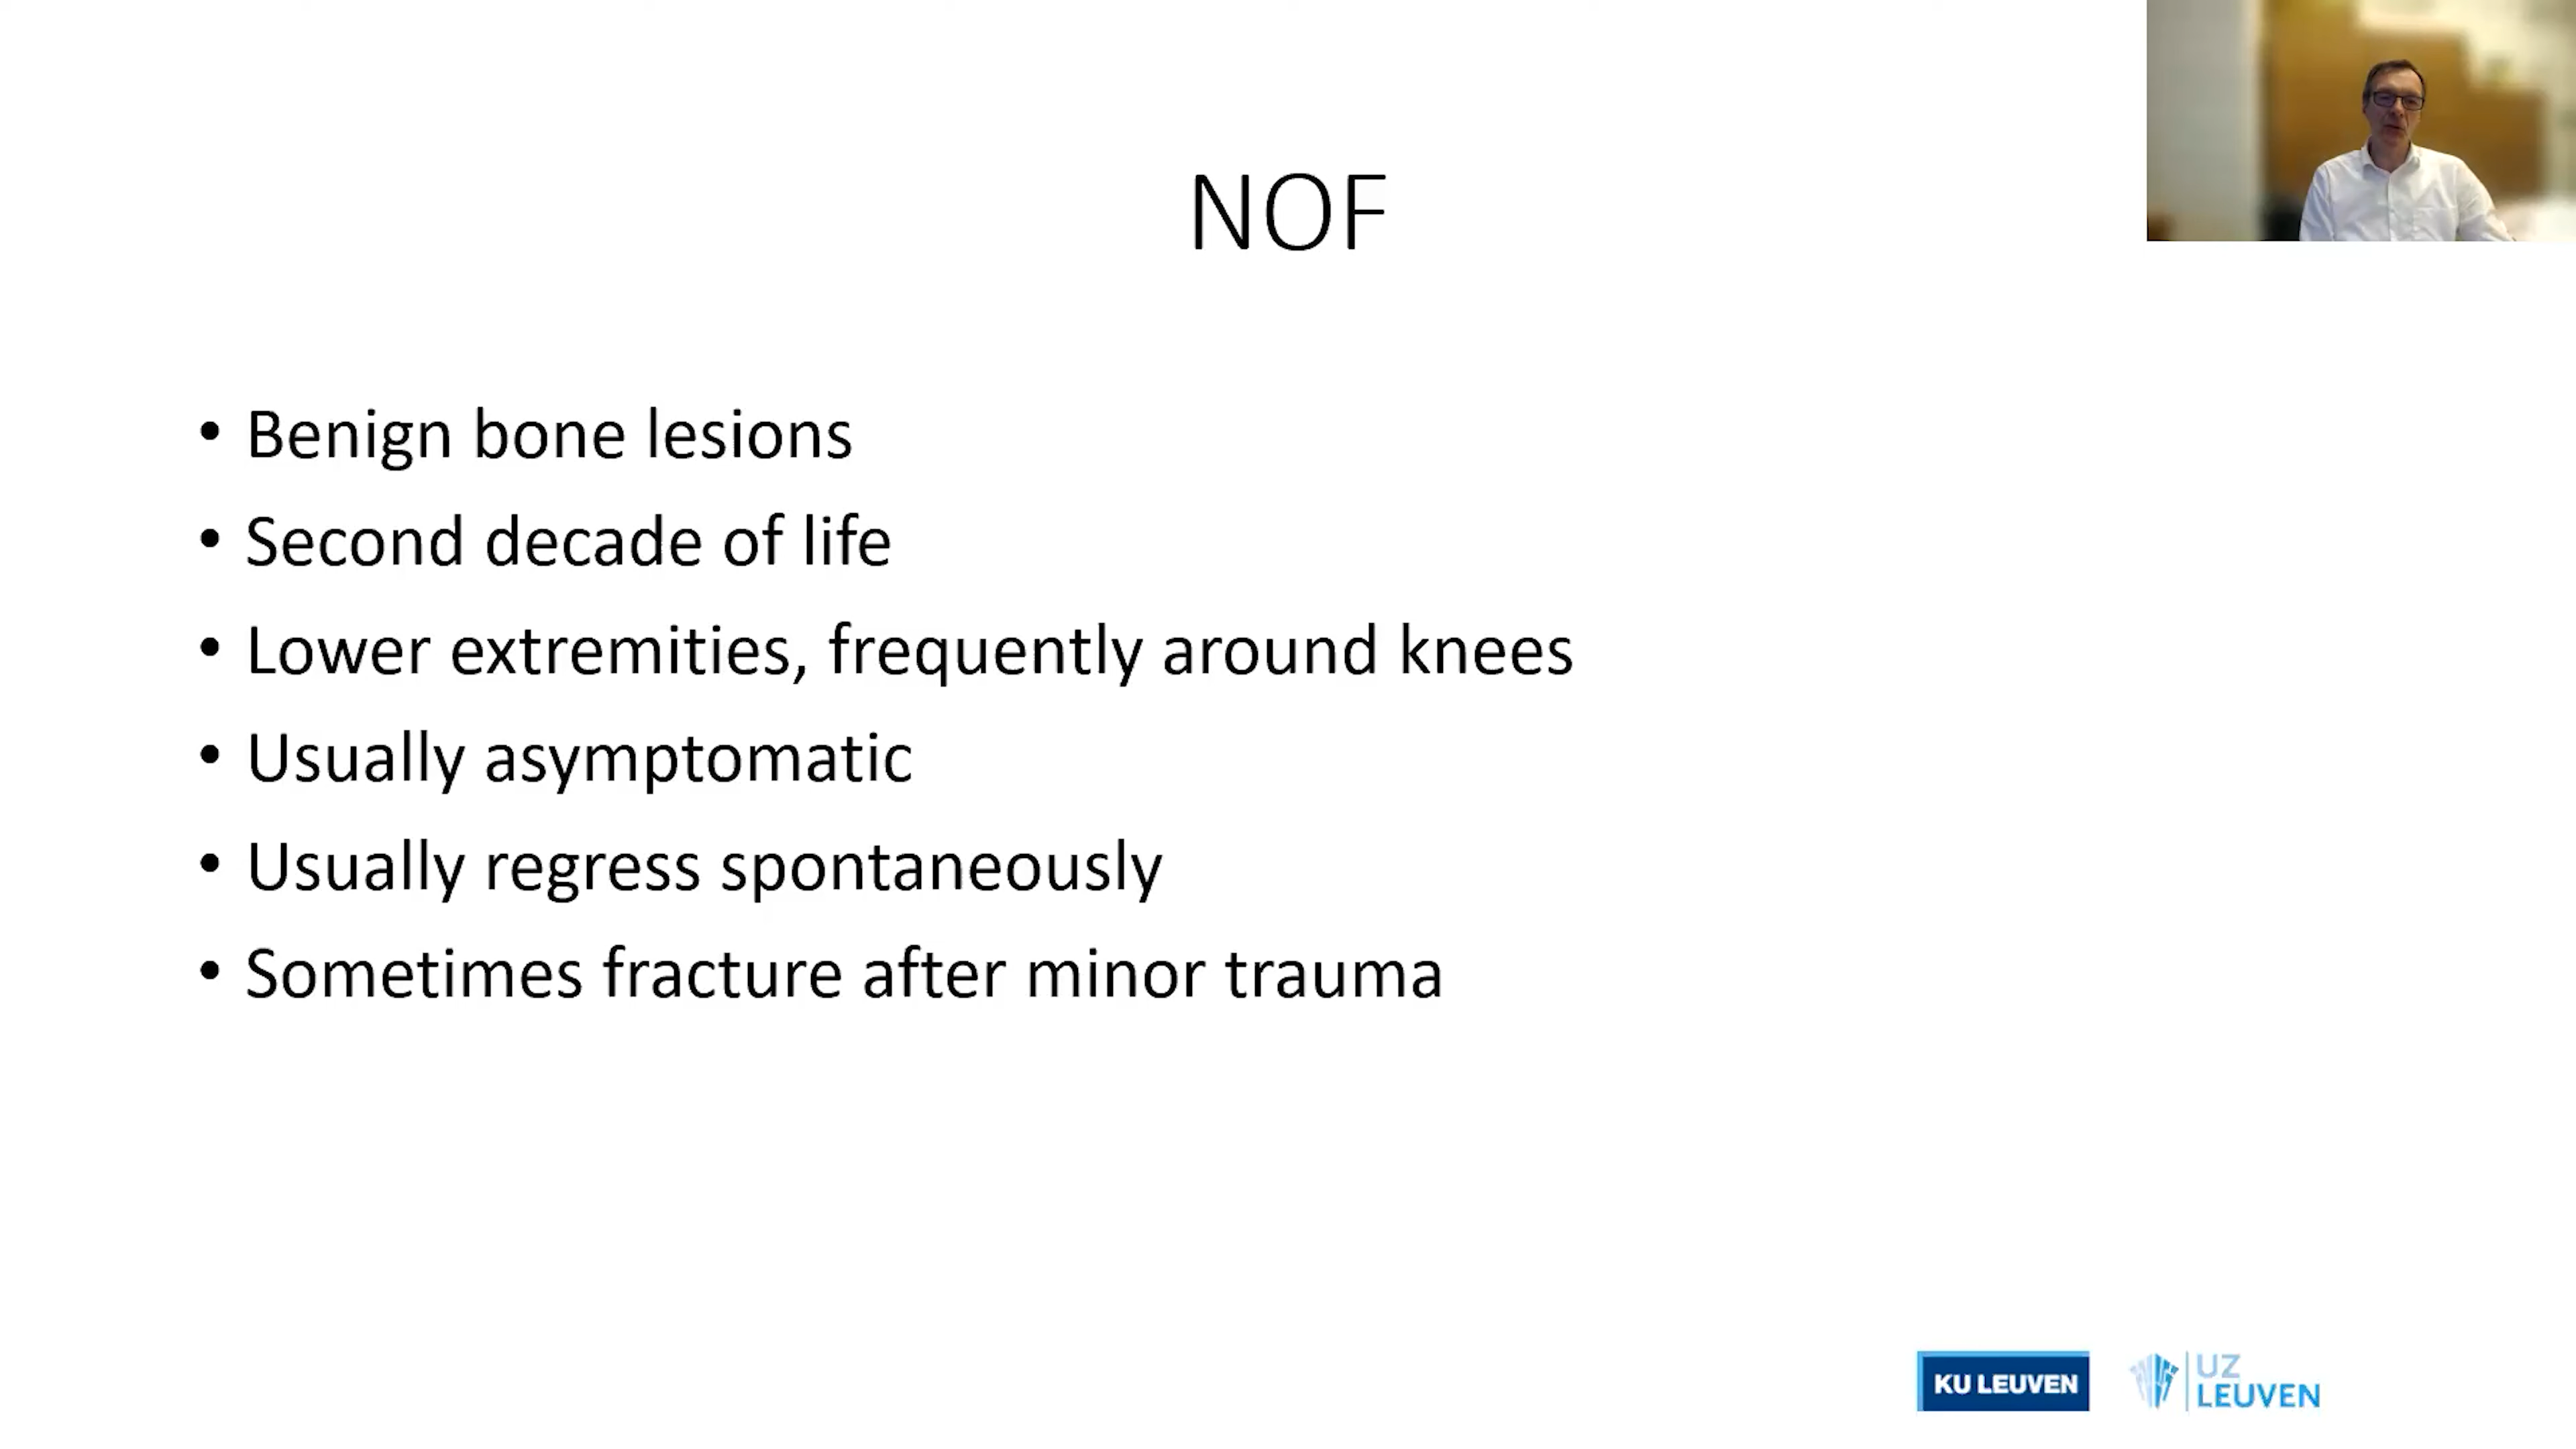 NOF
• Benign bone lesions
• Second decade of life
• Lower extremities, frequently around knees
• Usually asymptomatic
• Usually regress spontaneously
• Sometimes fracture after minor trauma
KU LEUVEN
UZ
LEUVEN